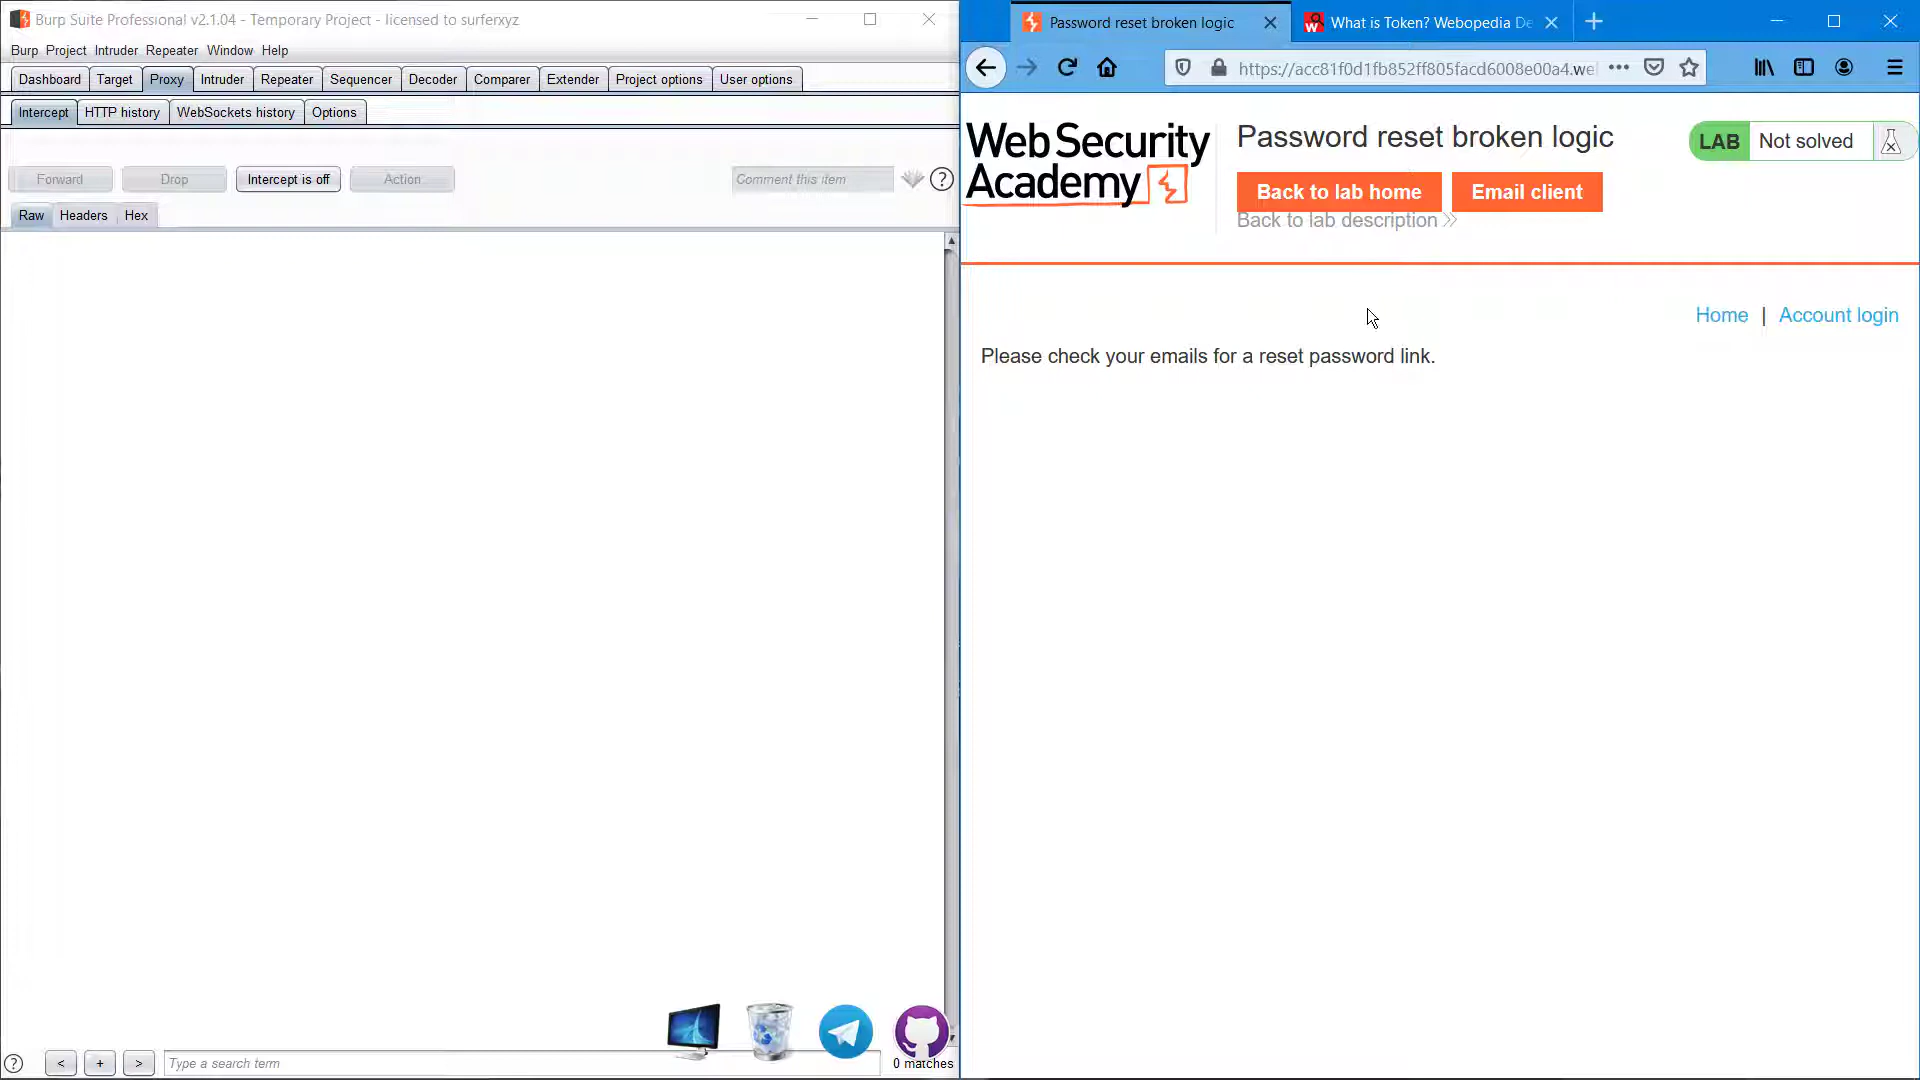 Burp Suite Professional v2.1.04 - Temporary Project - licensed to surferxyz
Burp Project Intruder Repeater Window Help
Dashboard Target Proxy Intruder Repeater Sequencer Decoder Comparer Extender Project options User options
Intercept HTTP history WebSockets history Options
Forward Drop Intercept is off Action Comment this item ?
Raw Headers Hex
? < + > Type a search term 0 matches
Password reset broken logic What is Token? Webopedia De
https://acc81f0d1fb852ff805facd6008e00a4.we
Web Security
Academy
Password reset broken logic
LAB Not solved
Back to lab home Email client
Back to lab description
Home | Account login
Please check your emails for a reset password link.